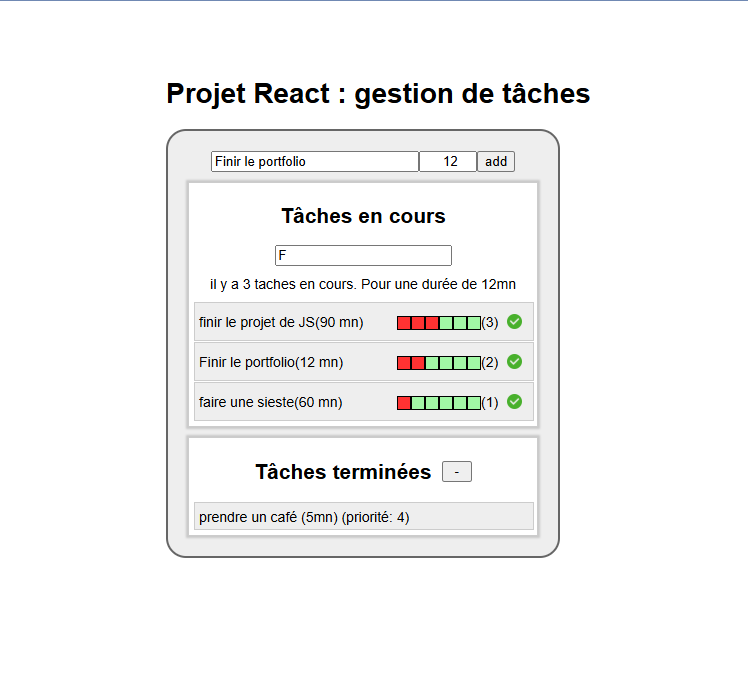 Projet React : gestion de tâches
Finir le portfolio 12 add
Tâches en cours
F
il y a 3 taches en cours. Pour une durée de 12mn
finir le projet de JS(90 mn) (3)
Finir le portfolio(12 mn) (2)
faire une sieste(60 mn) (1)
Tâches terminées -
prendre un café (5mn) (priorité: 4)